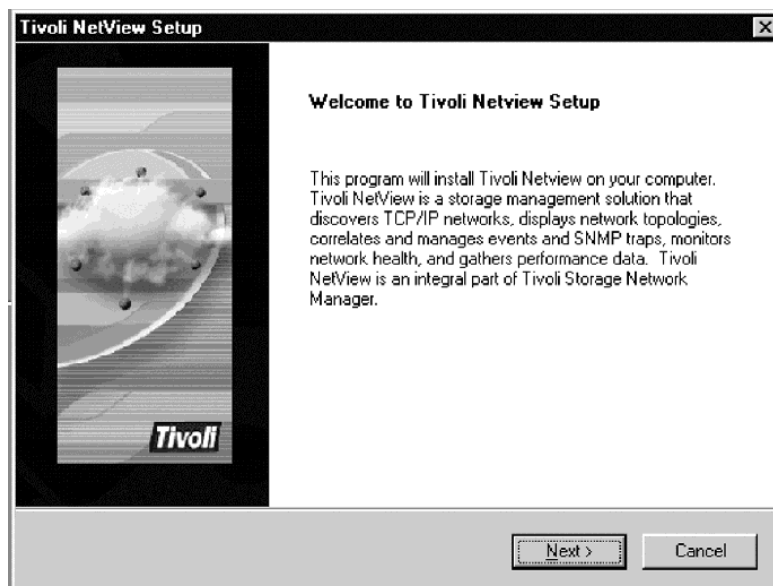 Tivoli NetView Setup
Welcome to Tivoli Netview Setup
This program will install Tivoli Netview on your computer.
Tivoli NetView is a storage management solution that
discovers TCP/IP networks, displays network topologies,
correlates and manages events and SNMP traps, monitors
network health, and gathers performance data.  Tivoli
NetView is an integral part of Tivoli Storage Network
Manager.
Tivoli
Next >
Cancel